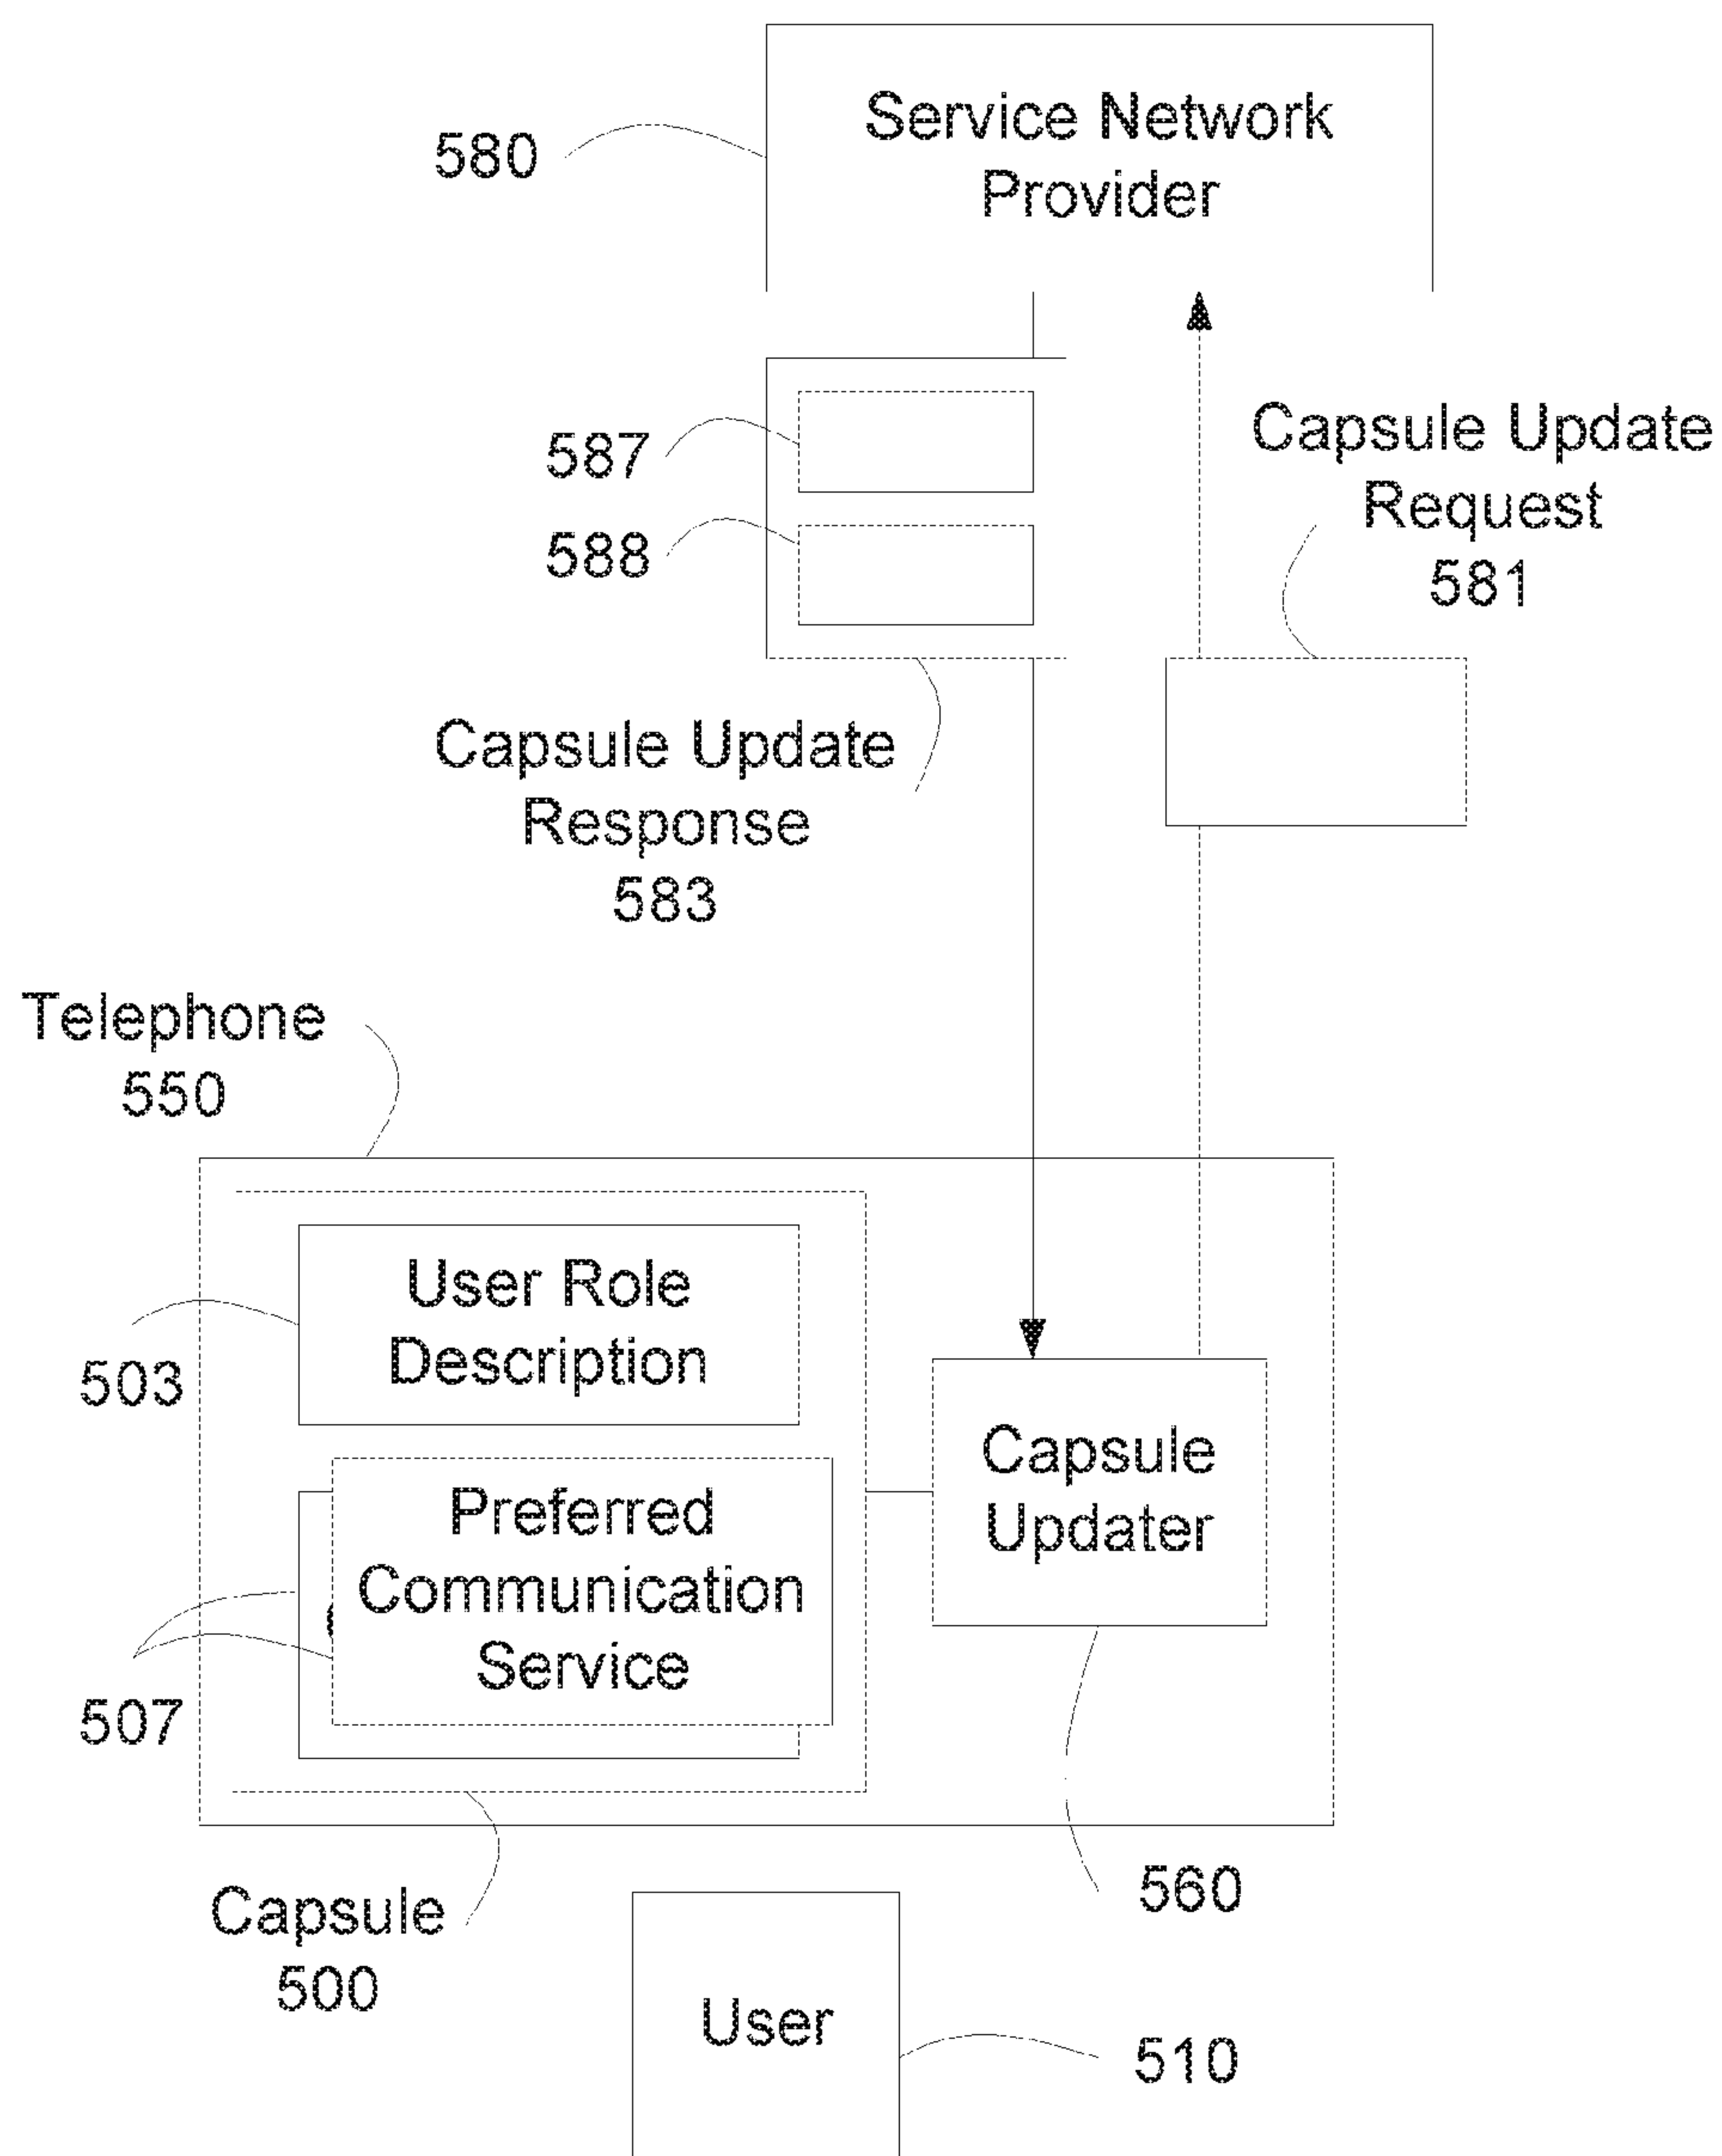 Service Network
Provider
580
587
588
Capsule Update
Request
581
Capsule Update
Response
583
Telephone
550
User Role
Description
503
Capsule
Updater
Preferred
Communication
Service
507
560
Capsule
500
User
510